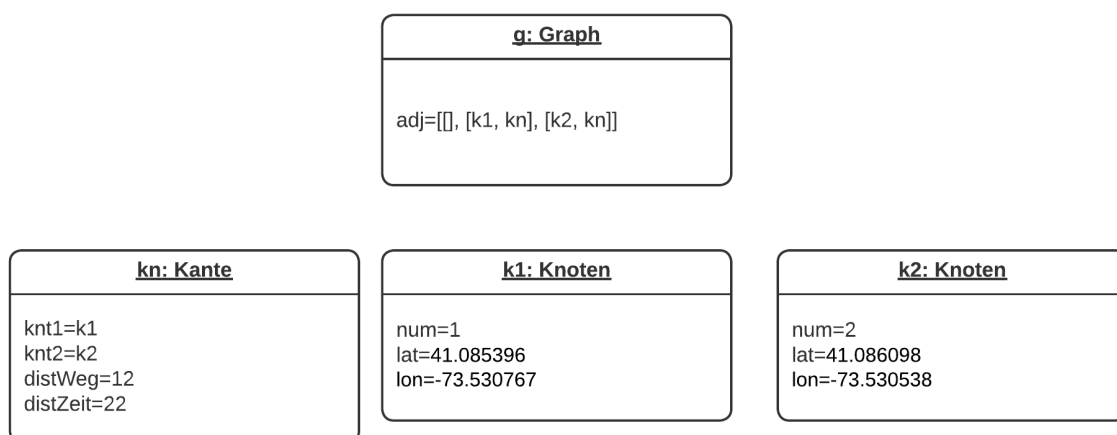 g: Graph
adj=[[], [k1, kn], [k2, kn]]
kn: Kante
knt1=k1
knt2=k2
distWeg=12
distZeit=22
k1: Knoten
num=1
lat=41.085396
lon=-73.530767
k2: Knoten
num=2
lat=41.086098
lon=-73.530538